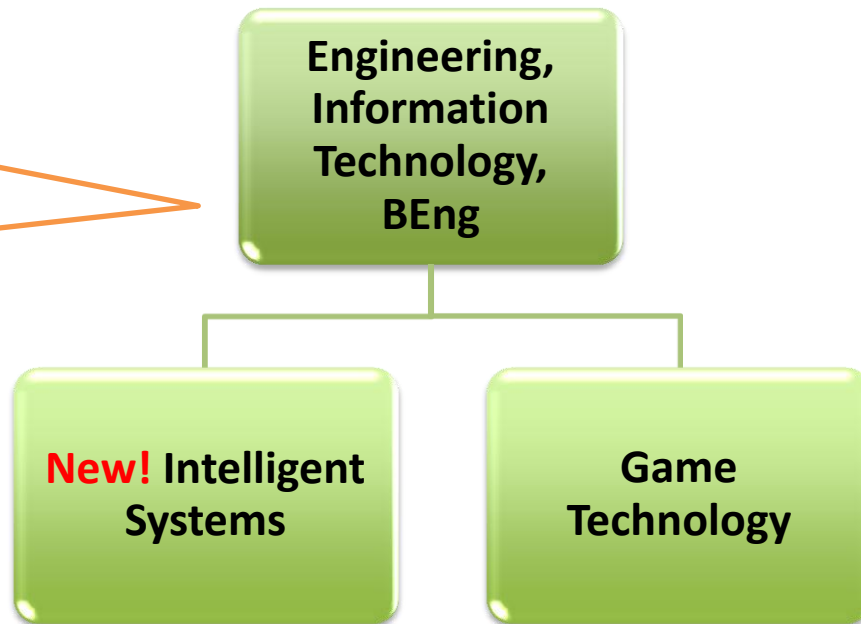 Engineering,
Information
Technology,
BEng
New! Intelligent
Systems
Game
Technology